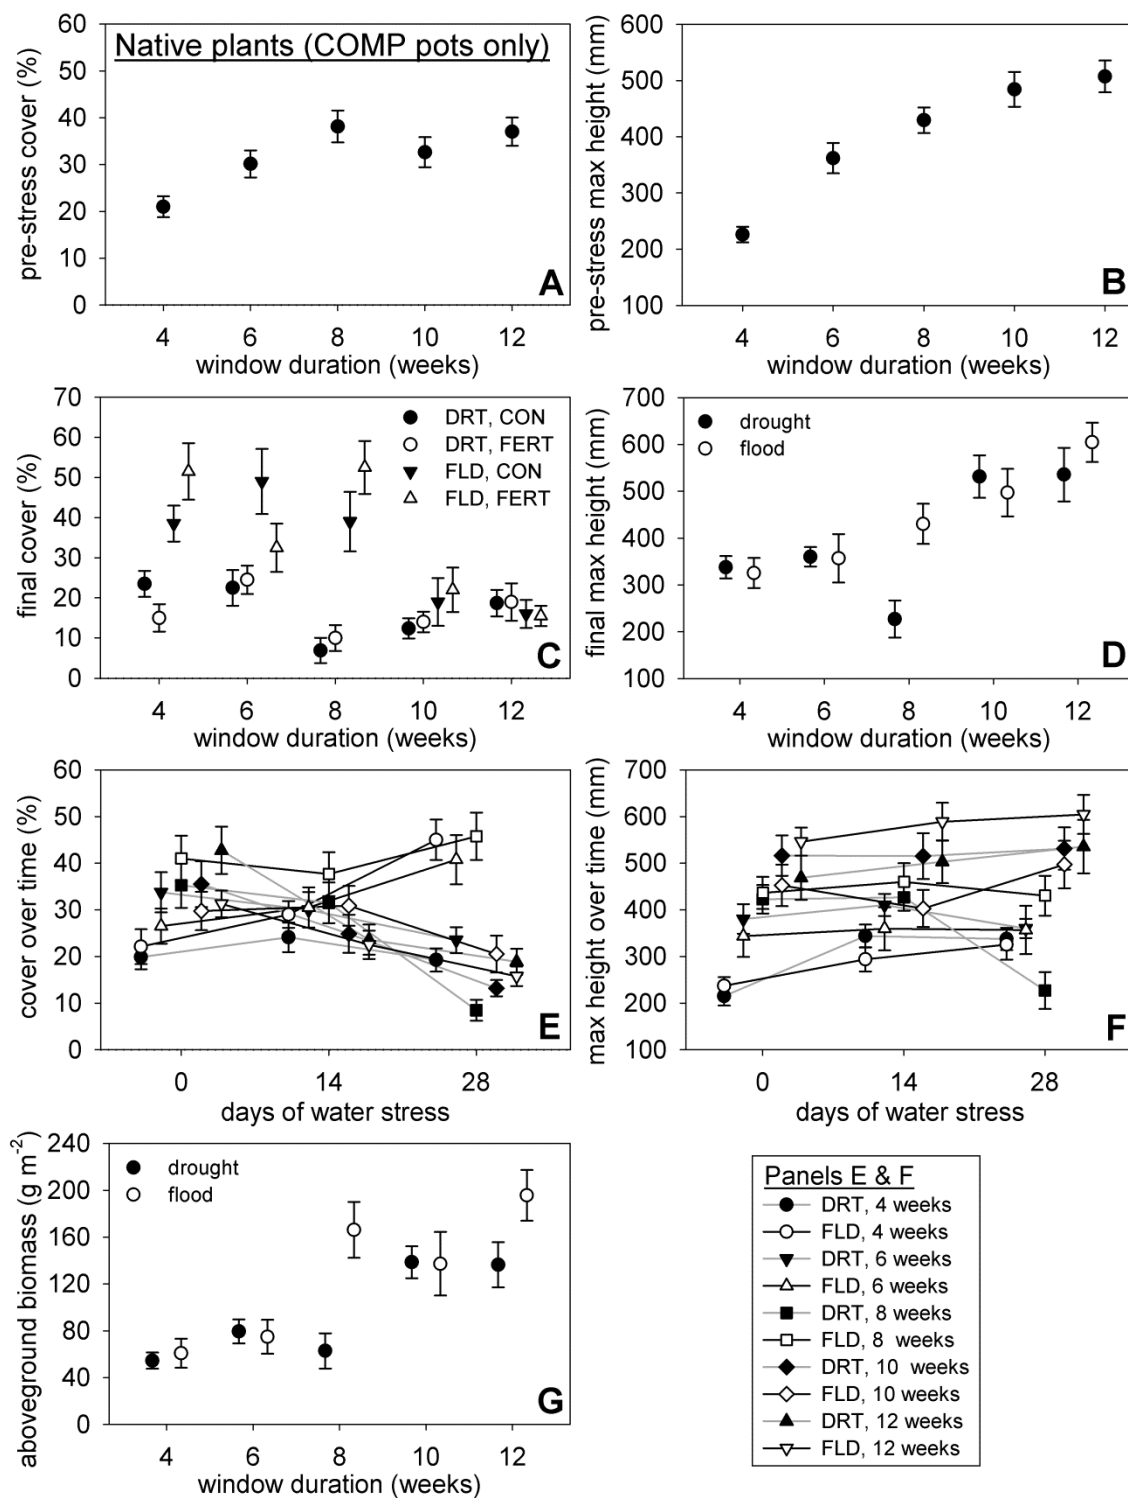 Native plants (COMP pots only)
pre-stress cover (%)
60
50
40
30
20
10
0
4 6 8 10 12
window duration (weeks)
A
pre-stress max height (mm)
600
500
400
300
200
100
4 6 8 10 12
window duration (weeks)
B
final cover (%)
70
60
50
40
30
20
10
0
DRT, CON
DRT, FERT
FLD, CON
FLD, FERT
4 6 8 10 12
window duration (weeks)
C
final max height (mm)
700
600
500
400
300
200
100
drought
flood
4 6 8 10 12
window duration (weeks)
D
cover over time (%)
60
50
40
30
20
10
0
0 14 28
days of water stress
E
max height over time (mm)
700
600
500
400
300
200
100
0 14 28
days of water stress
F
aboveground biomass (g m-2)
240
200
160
120
80
40
0
drought
flood
4 6 8 10 12
window duration (weeks)
G
Panels E & F
DRT, 4 weeks
FLD, 4 weeks
DRT, 6 weeks
FLD, 6 weeks
DRT, 8 weeks
FLD, 8 weeks
DRT, 10 weeks
FLD, 10 weeks
DRT, 12 weeks
FLD, 12 weeks